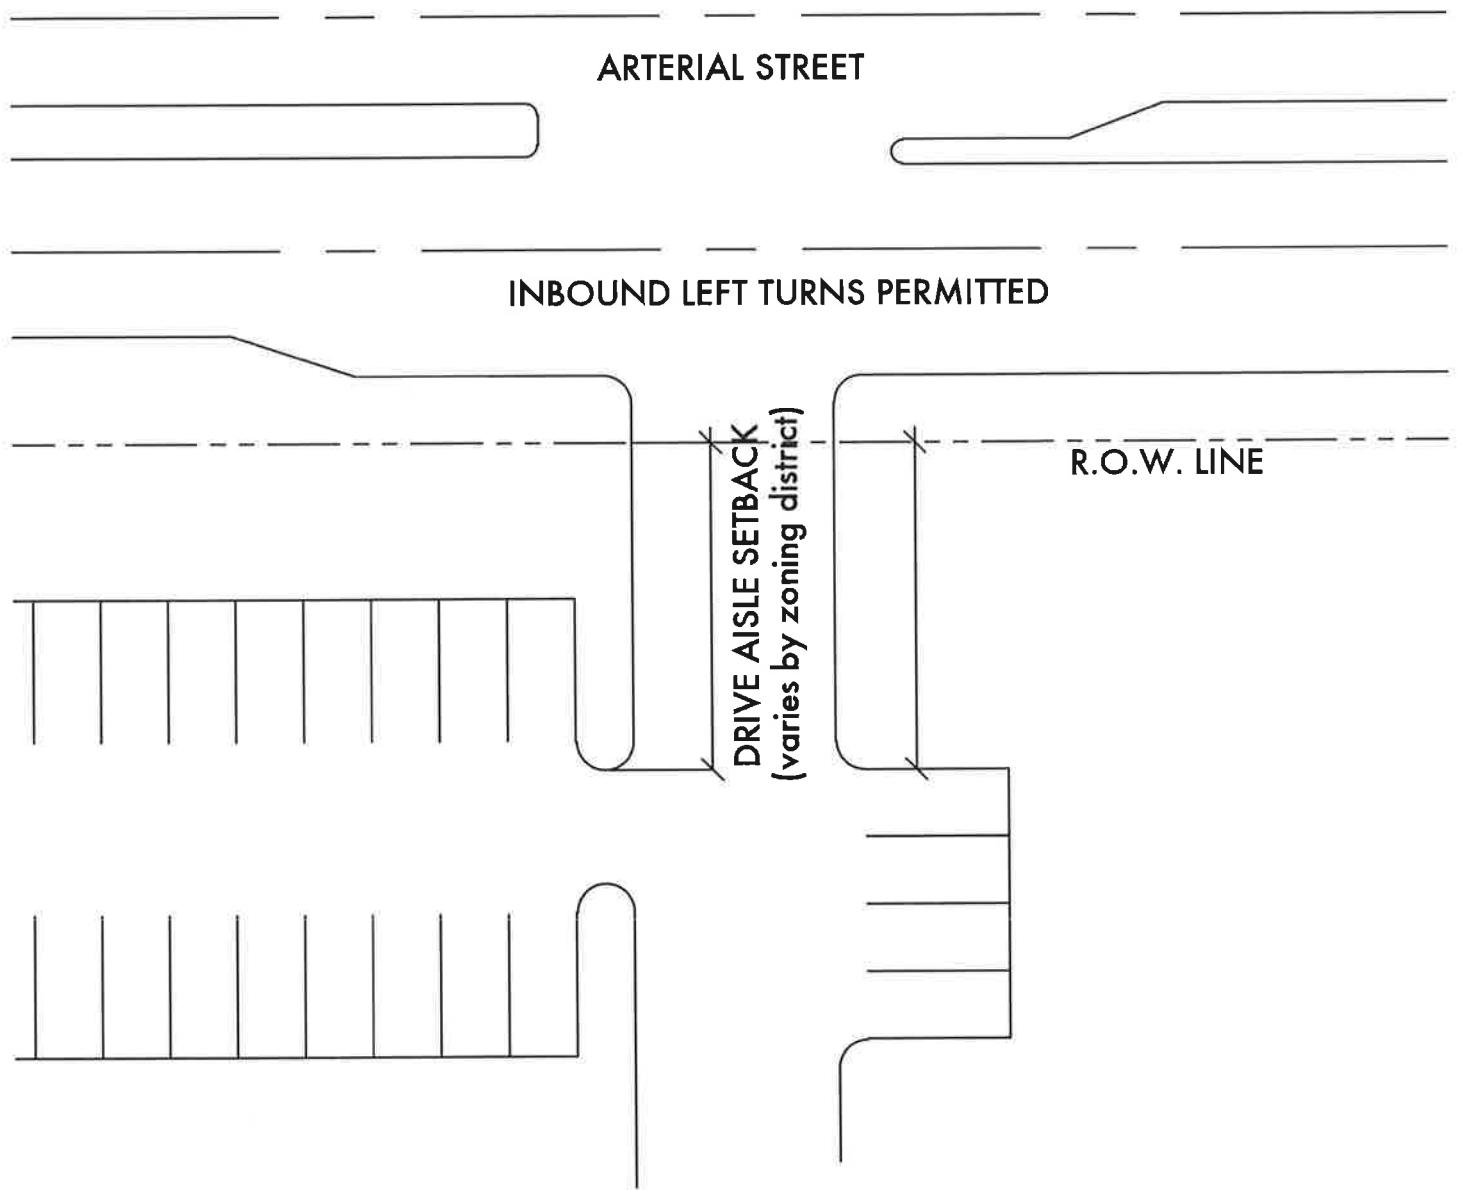 ARTERIAL STREET
INBOUND LEFT TURNS PERMITTED
R.O.W. LINE
DRIVE AISLE SETBACK
(varies by zoning district)